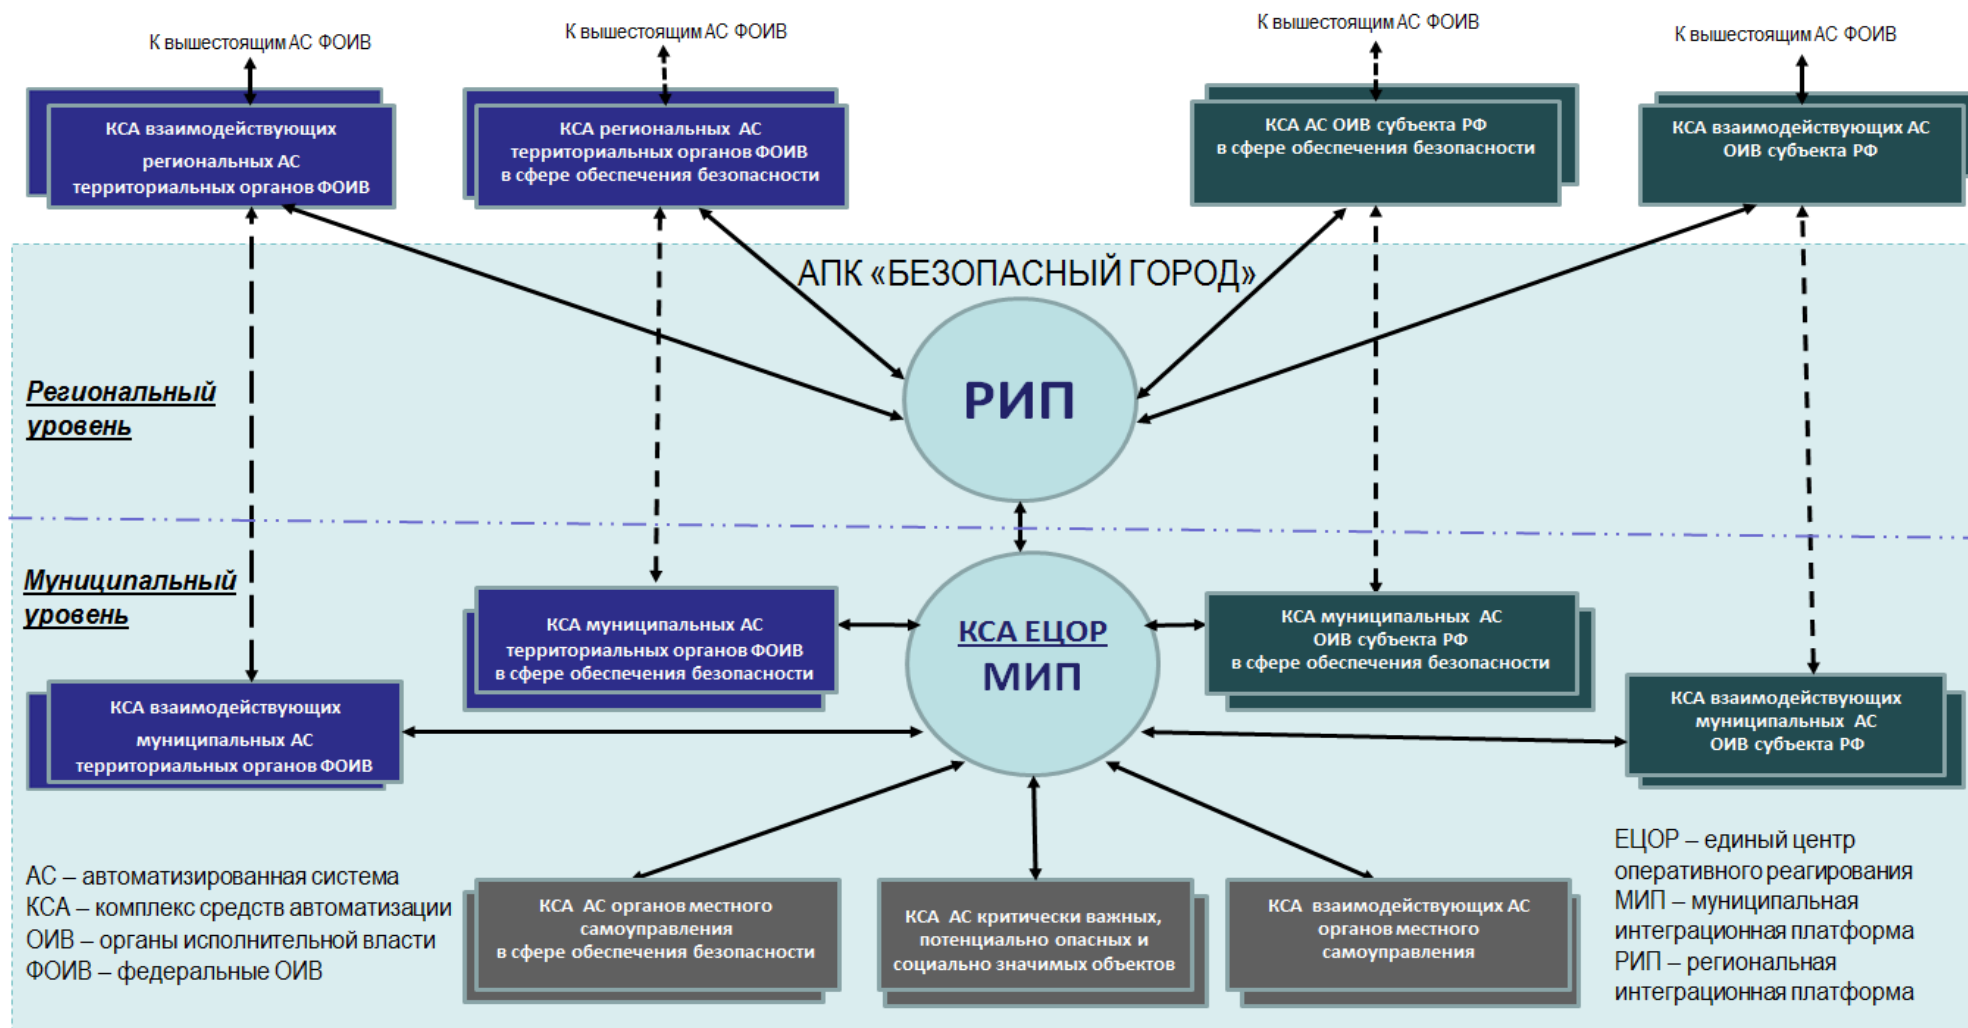 К вышестоящим АС ФОИВ
К вышестоящим АС ФОИВ
К вышестоящим АС ФОИВ
К вышестоящим АС ФОИВ
КСА взаимодействующих
региональных АС
территориальных органов ФОИВ
КСА региональных АС
территориальных органов ФОИВ
в сфере обеспечения безопасности
КСА АС ОИВ субъекта РФ
в сфере обеспечения безопасности
КСА взаимодействующих АС
ОИВ субъекта РФ
АПК «БЕЗОПАСНЫЙ ГОРОД»
РИП
Региональный
уровень
Муниципальный
уровень
КСА муниципальных АС
территориальных органов ФОИВ
в сфере обеспечения безопасности
КСА ЕЦОР
МИП
КСА муниципальных АС
ОИВ субъекта РФ
в сфере обеспечения безопасности
КСА взаимодействующих
муниципальных АС
территориальных органов ФОИВ
КСА взаимодействующих
муниципальных АС
ОИВ субъекта РФ
АС – автоматизированная система
КСА – комплекс средств автоматизации
ОИВ – органы исполнительной власти
ФОИВ – федеральные ОИВ
КСА АС органов местного
самоуправления
в сфере обеспечения безопасности
КСА АС критически важных,
потенциально опасных и
социально значимых объектов
КСА взаимодействующих АС
органов местного
самоуправления
ЕЦОР – единый центр
оперативного реагирования
МИП – муниципальная
интеграционная платформа
РИП – региональная
интеграционная платформа